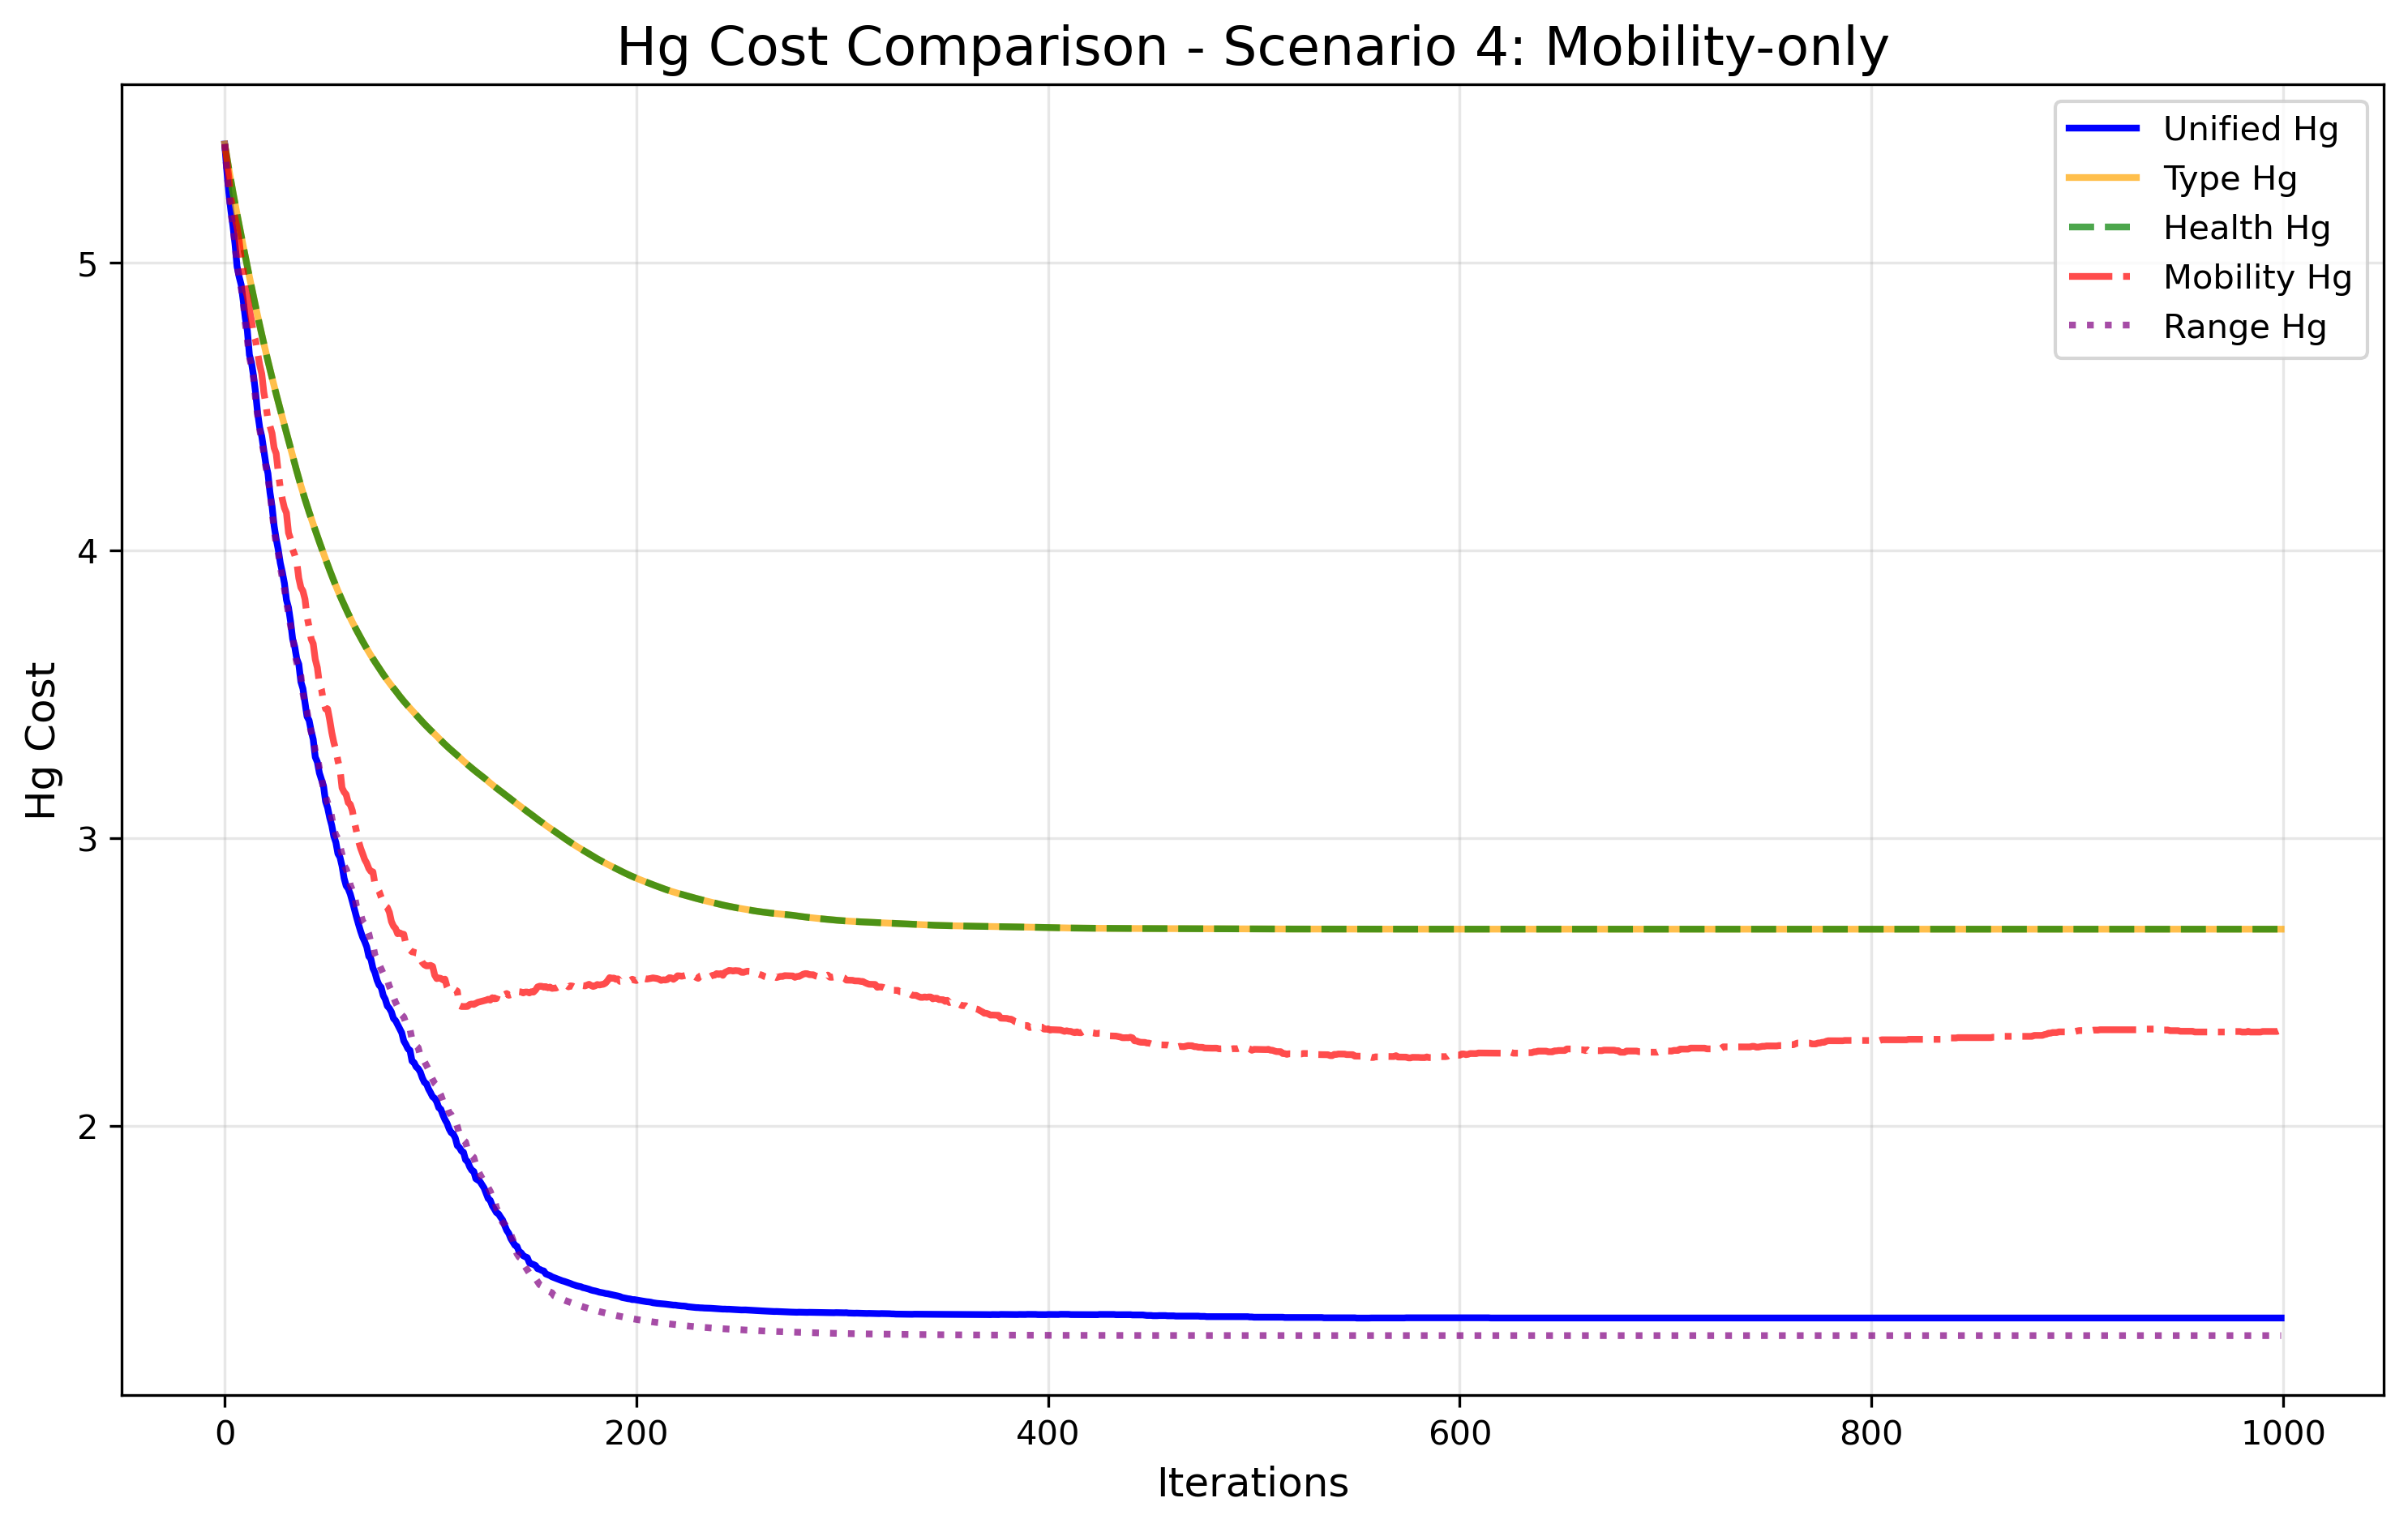 Hg Cost Comparison - Scenario 4: Mobility-only
Unified Hg
Type Hg
Health Hg
Mobility Hg
Range Hg
Hg Cost
5
4
3
2
0
200
400
600
800
1000
Iterations